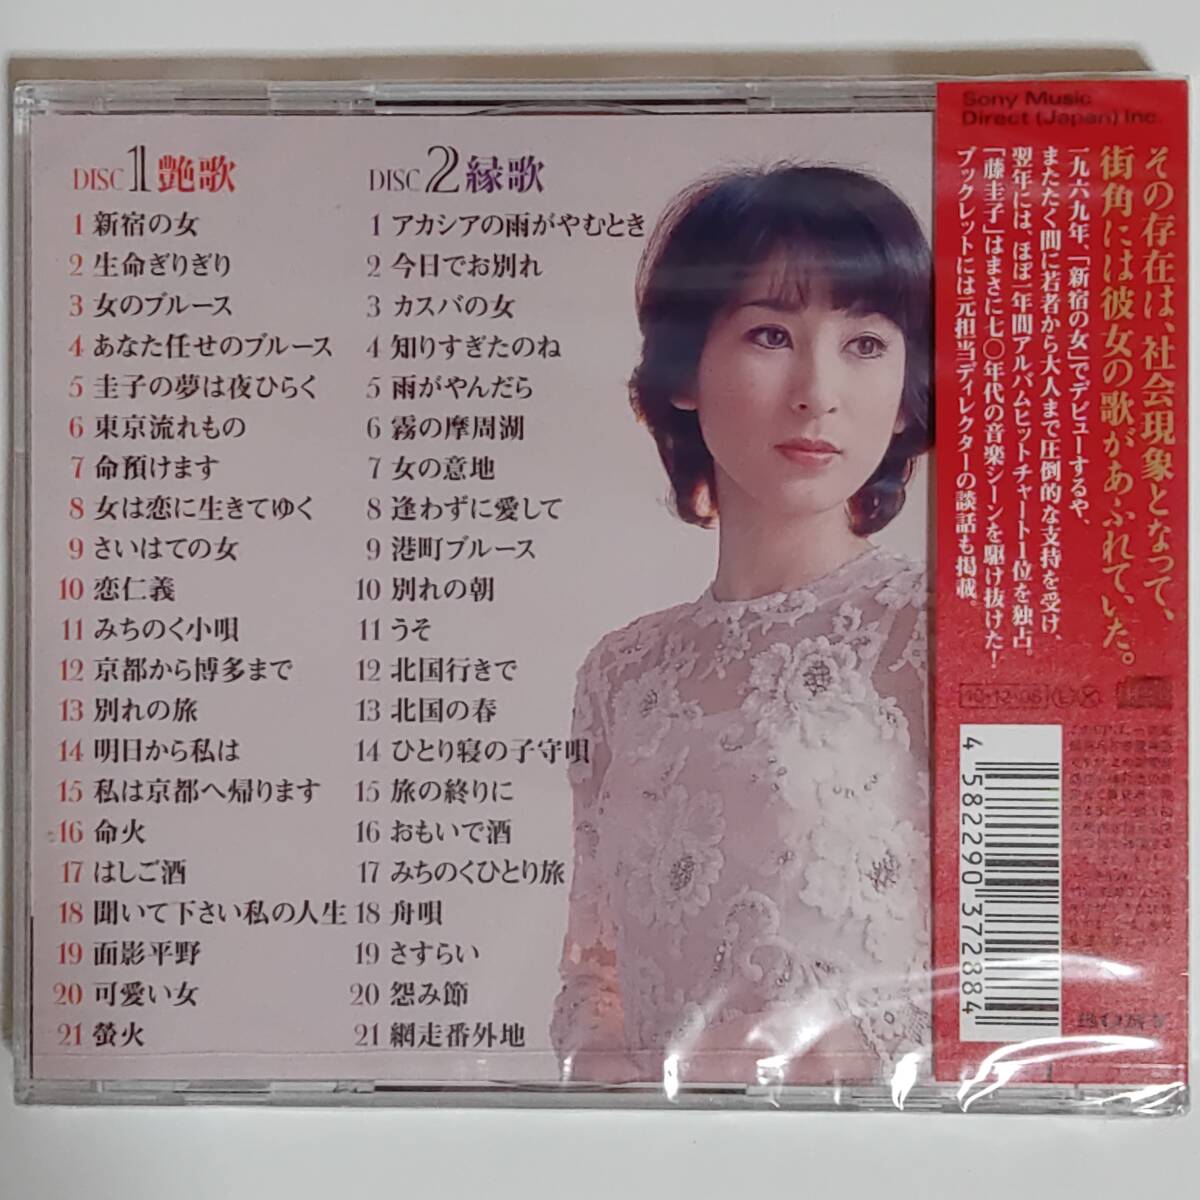 DISC 1 艶歌
1 新宿の女
2 生命ぎりぎり
3 女のブルース
4 あなた任せのブルース
5 圭子の夢は夜ひらく
6 東京流れもの
7 命預けます
8 女は恋に生きてゆく
9 さいはての女
10 恋仁義
11 みちのく小唄
12 京都から博多まで
13 別れの旅
14 明日から私は
15 私は京都へ帰ります
16 命火
17 はしご酒
18 聞いて下さい私の人生
19 面影平野
20 可愛い女
21 螢火
DISC 2 縁歌
1 アカシアの雨がやむとき
2 今日でお別れ
3 カスバの女
4 知りすぎたのね
5 雨がやんだら
6 霧の摩周湖
7 女の意地
8 逢わずに愛して
9 港町ブルース
10 別れの朝
11 うそ
12 北国行きで
13 北国の春
14 ひとり寝の子守唄
15 旅の終りに
16 おもいで酒
17 みちのくひとり旅
18 舟唄
19 さすらい
20 怨み節
21 網走番外地
Sony Music
Direct (Japan) Inc.
その存在は、社会現象となって、
街角には彼女の歌があふれていた。
一九六九年、「新宿の女」でデビューするや、
またたく間に若者から大人まで圧倒的な支持を受け、
翌年には、ほぼ一年間アルバムヒットチャート1位を独占。
「藤圭子」はまさに七〇年代の音楽シーンを駆け抜けた！
ブックレットには元担当ディレクターの談話も掲載。
4 582290 372884